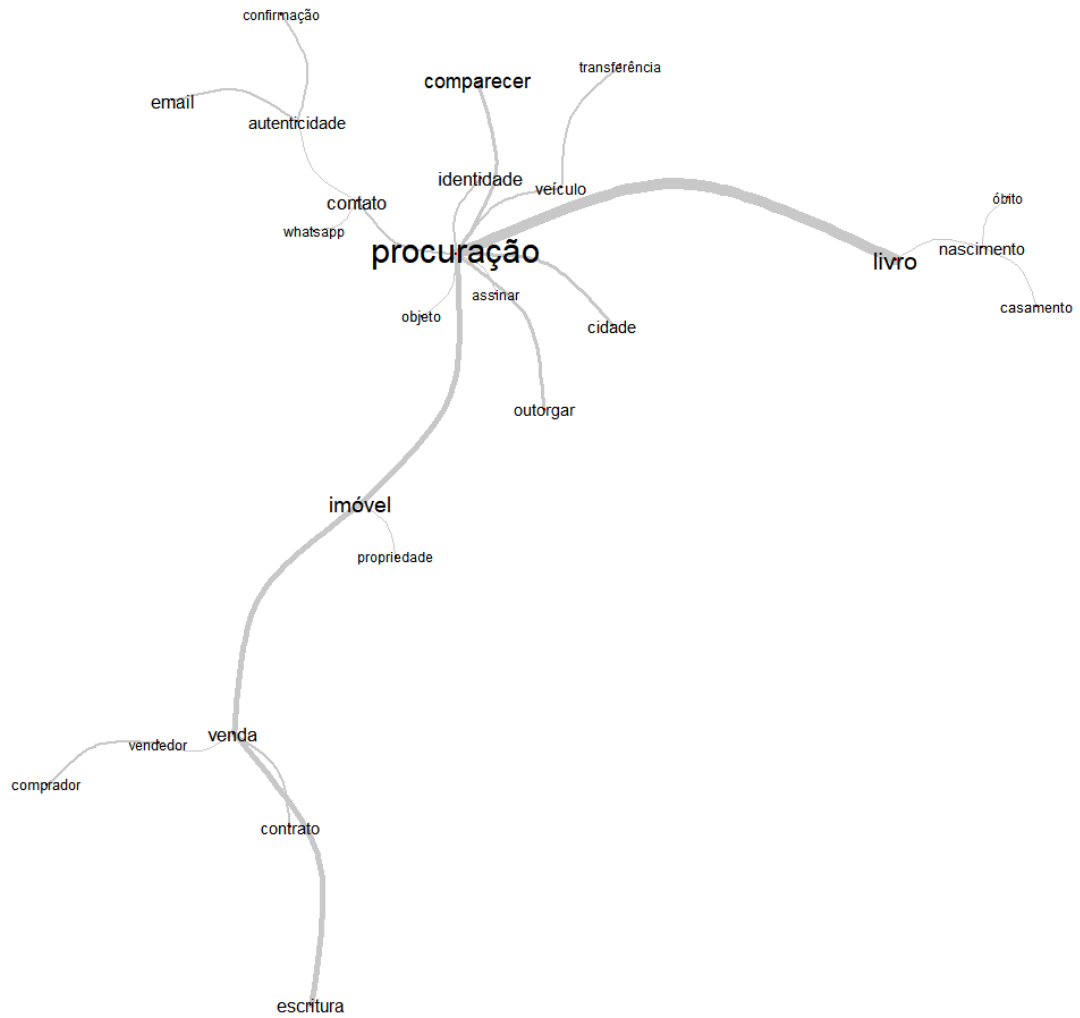 confirmação
comparecer
transferência
email
autenticidade
identidade
veículo
contato
óbito
whatsapp
procuração
nascimento
livro
assinar
casamento
objeto
cidade
outorgar
imóvel
propriedade
venda
vendedor
comprador
contrato
escritura